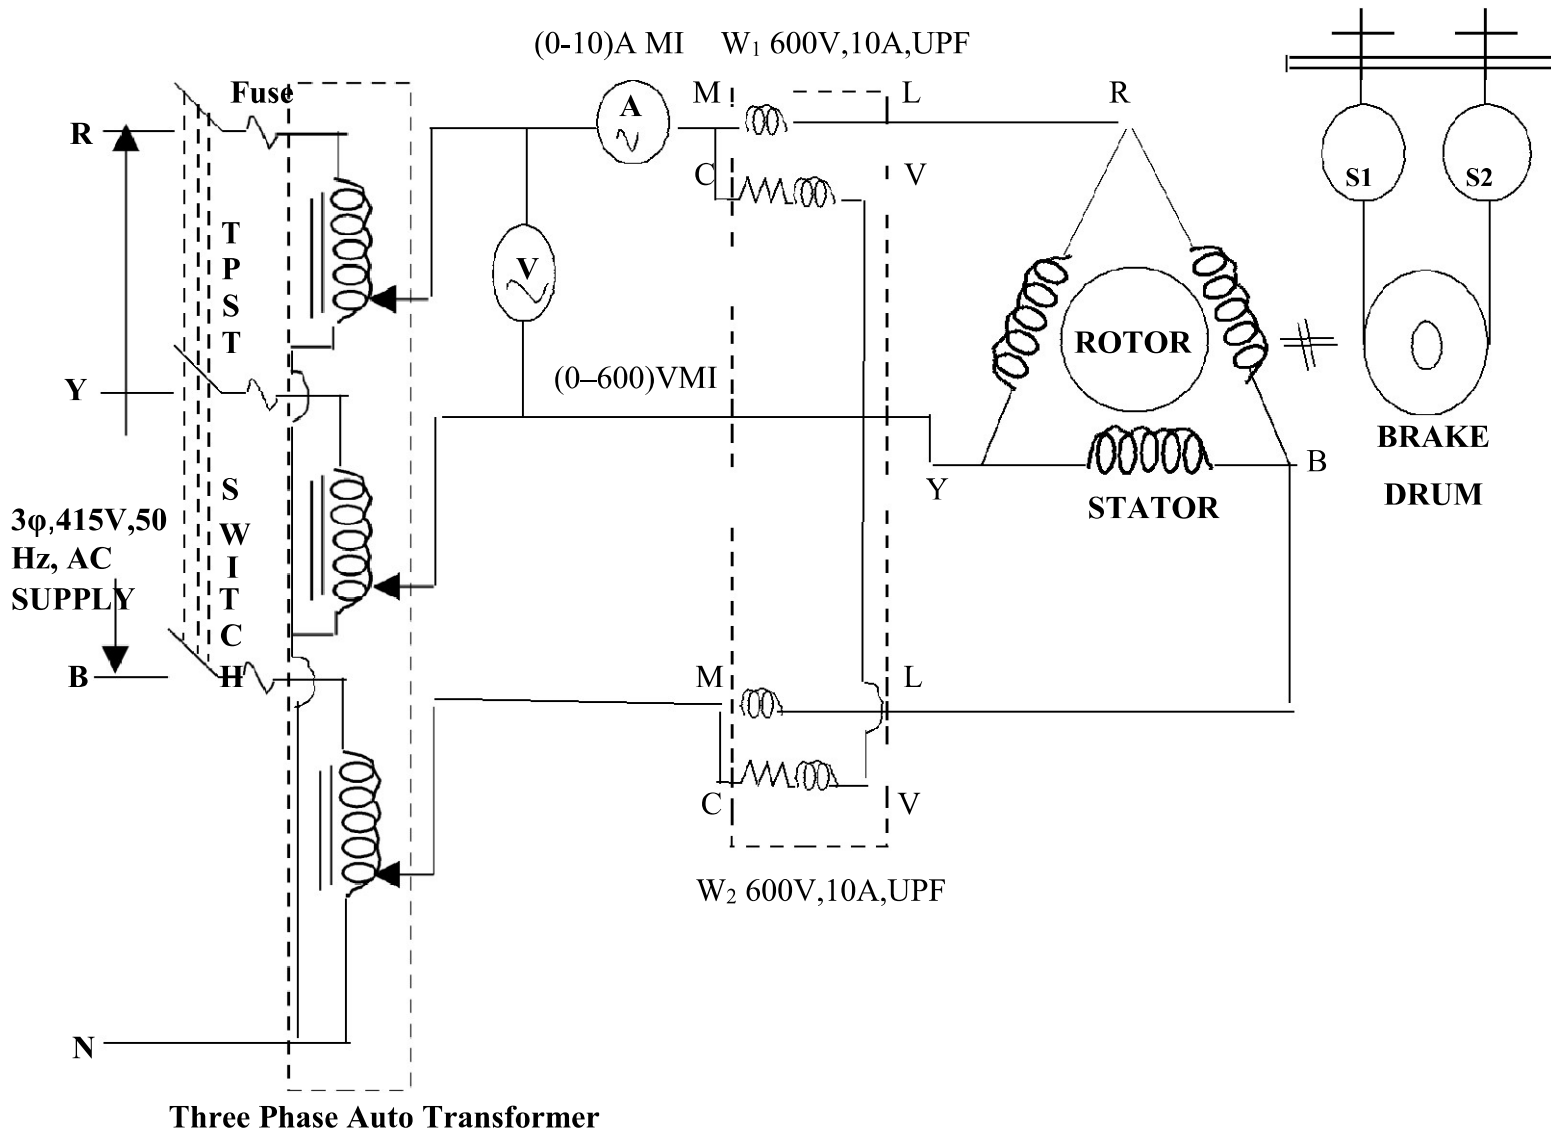 (0-10)A MI
W1 600V,10A,UPF
Fuse
R
A
M
L
R
C
V
S1
S2
T
P
S
T
V
ROTOR
(0–600)VMI
Y
BRAKE
B
Y
DRUM
STATOR
S
W
I
T
C
H
3φ,415V,50
Hz, AC
SUPPLY
B
M
L
C
V
W2 600V,10A,UPF
N
Three Phase Auto Transformer